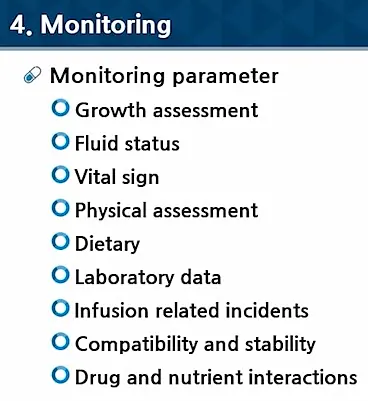 4. Monitoring
Monitoring parameter
Growth assessment
Fluid status
Vital sign
Physical assessment
Dietary
Laboratory data
Infusion related incidents
Compatibility and stability
Drug and nutrient interactions